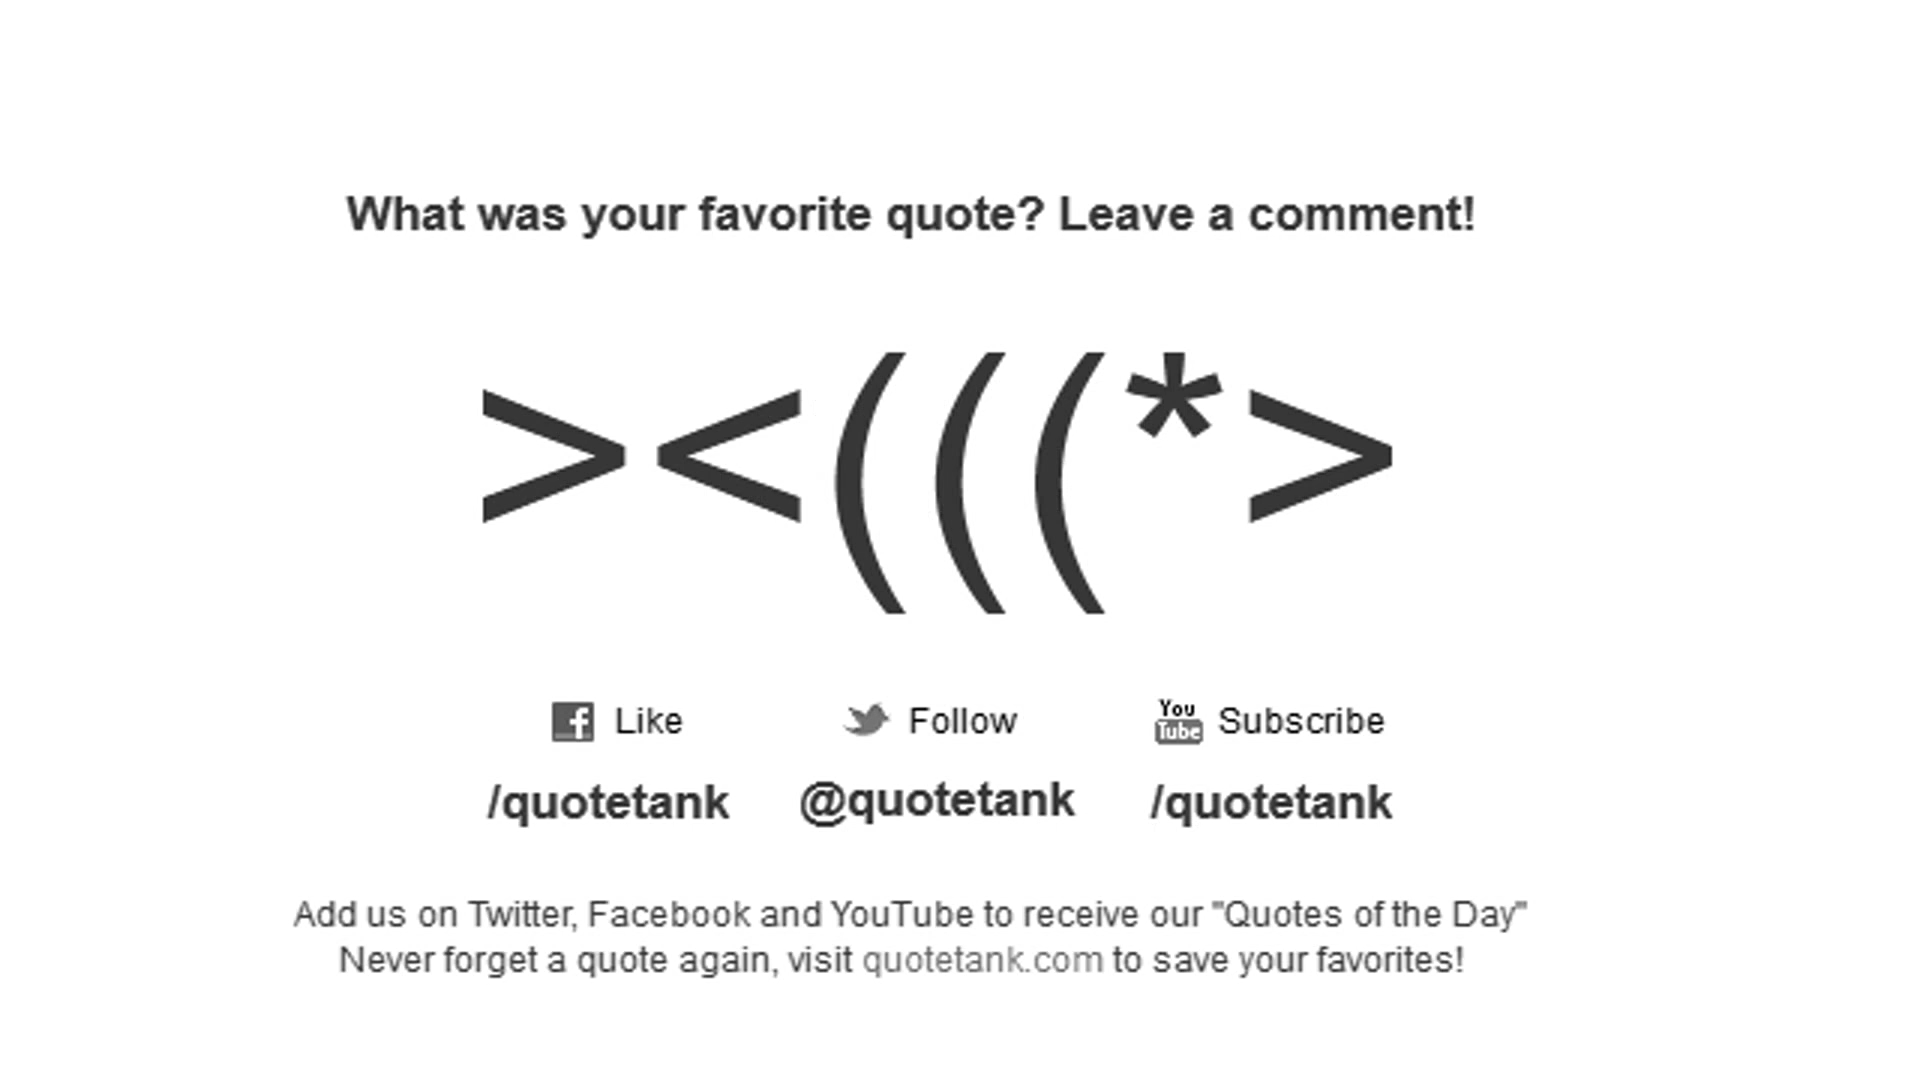 What was your favorite quote? Leave a comment!
><(((*>
f Like Follow You Tube Subscribe
/quotetank @quotetank /quotetank
Add us on Twitter, Facebook and YouTube to receive our "Quotes of the Day"
Never forget a quote again, visit quotetank.com to save your favorites!